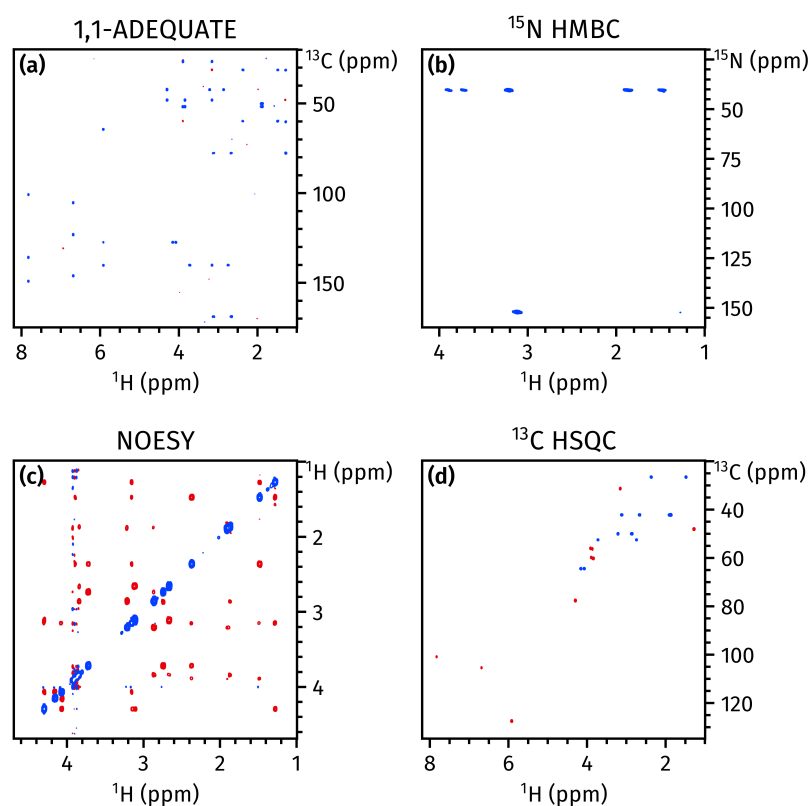 1,1-ADEQUATE
(a)
¹³C (ppm)
50
100
150
8 6 4 2
¹H (ppm)
¹⁵N HMBC
(b)
¹⁵N (ppm)
50
75
100
125
150
4 3 2 1
¹H (ppm)
NOESY
(c)
¹H (ppm)
2
3
4
4 3 2 1
¹H (ppm)
¹³C HSQC
(d)
¹³C (ppm)
40
60
80
100
120
8 6 4 2
¹H (ppm)